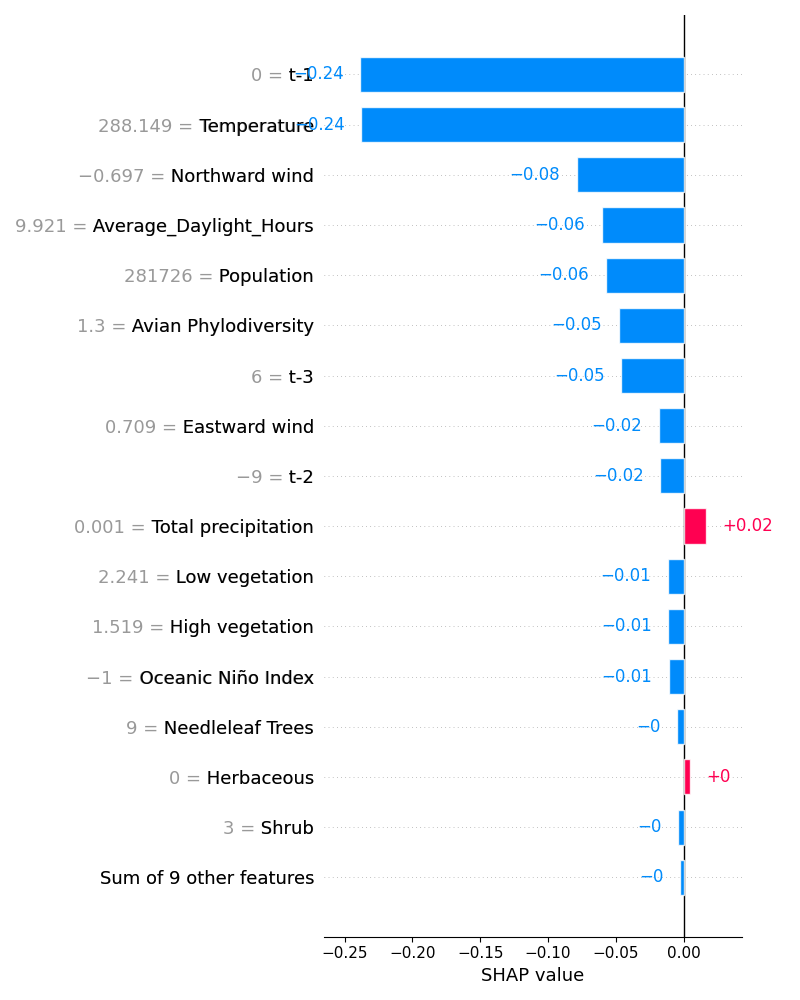 0 = t-1 −0.24
288.149 = Temperature −0.24
−0.697 = Northward wind −0.08
9.921 = Average_Daylight_Hours −0.06
281726 = Population −0.06
1.3 = Avian Phylodiversity −0.05
6 = t-3 −0.05
0.709 = Eastward wind −0.02
−9 = t-2 −0.02
0.001 = Total precipitation +0.02
2.241 = Low vegetation −0.01
1.519 = High vegetation −0.01
−1 = Oceanic Niño Index −0.01
9 = Needleleaf Trees −0
0 = Herbaceous +0
3 = Shrub −0
Sum of 9 other features −0
−0.25 −0.20 −0.15 −0.10 −0.05 0.00
SHAP value